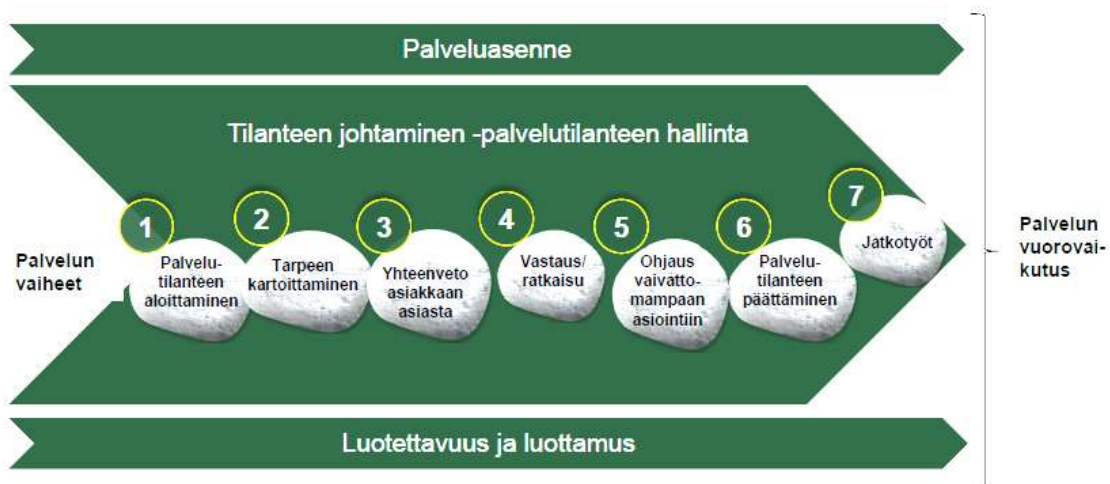 Palveluasenne
Tilanteen johtaminen -palvelutilanteen hallinta
Palvelun
vaiheet
1
Palvelu-
tilanteen
aloittaminen
2
Tarpeen
kartoittaminen
3
Yhteenveto
asiakkaan
asiasta
4
Vastaus/
ratkaisu
5
Ohjaus
vaivatto-
mampaan
asiointiin
6
Palvelu-
tilanteen
päättäminen
7
Jatkotyöt
Palvelun
vuorovai-
kutus
Luotettavuus ja luottamus